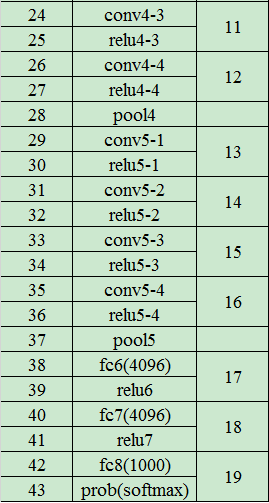 24 conv4-3 11
25 relu4-3
26 conv4-4 12
27 relu4-4
28 pool4
29 conv5-1 13
30 relu5-1
31 conv5-2 14
32 relu5-2
33 conv5-3 15
34 relu5-3
35 conv5-4 16
36 relu5-4
37 pool5
38 fc6(4096) 17
39 relu6
40 fc7(4096) 18
41 relu7
42 fc8(1000) 19
43 prob(softmax)